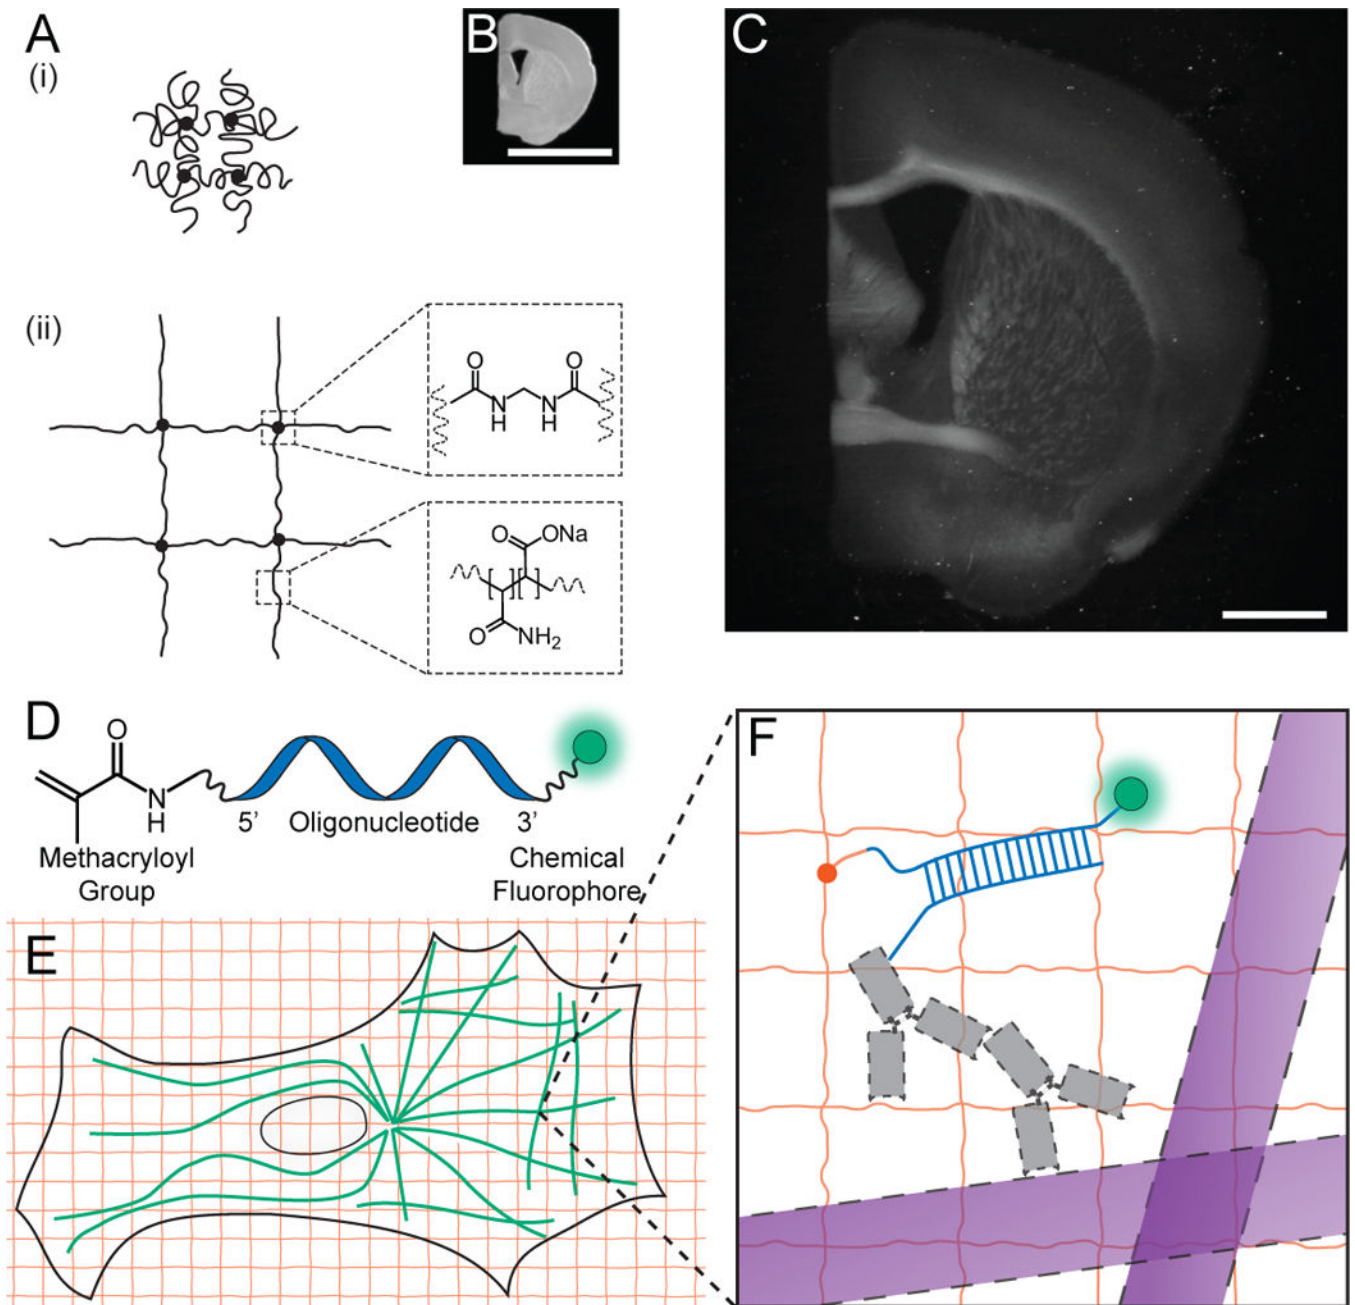 A
(i)
B
C
(ii)
O
O
N
H
N
H
O
ONa
[ ][ ]
O
NH2
D
O
N
H
5’
Oligonucleotide
3’
Methacryloyl
Group
Chemical
Fluorophore
E
F